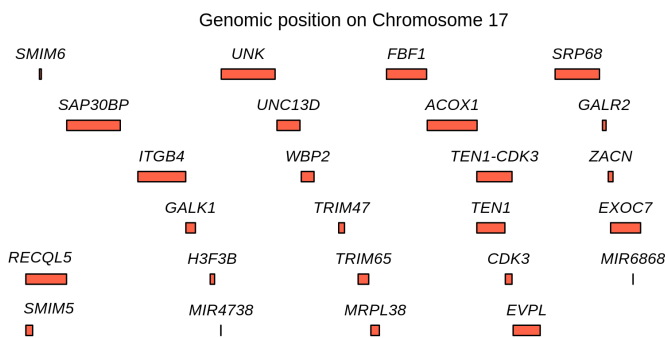 Genomic position on Chromosome 17
SMIM6 UNK FBF1 SRP68
SAP30BP UNC13D ACOX1 GALR2
ITGB4 WBP2 TEN1-CDK3 ZACN
GALK1 TRIM47 TEN1 EXOC7
RECQL5 H3F3B TRIM65 CDK3 MIR6868
SMIM5 MIR4738 MRPL38 EVPL